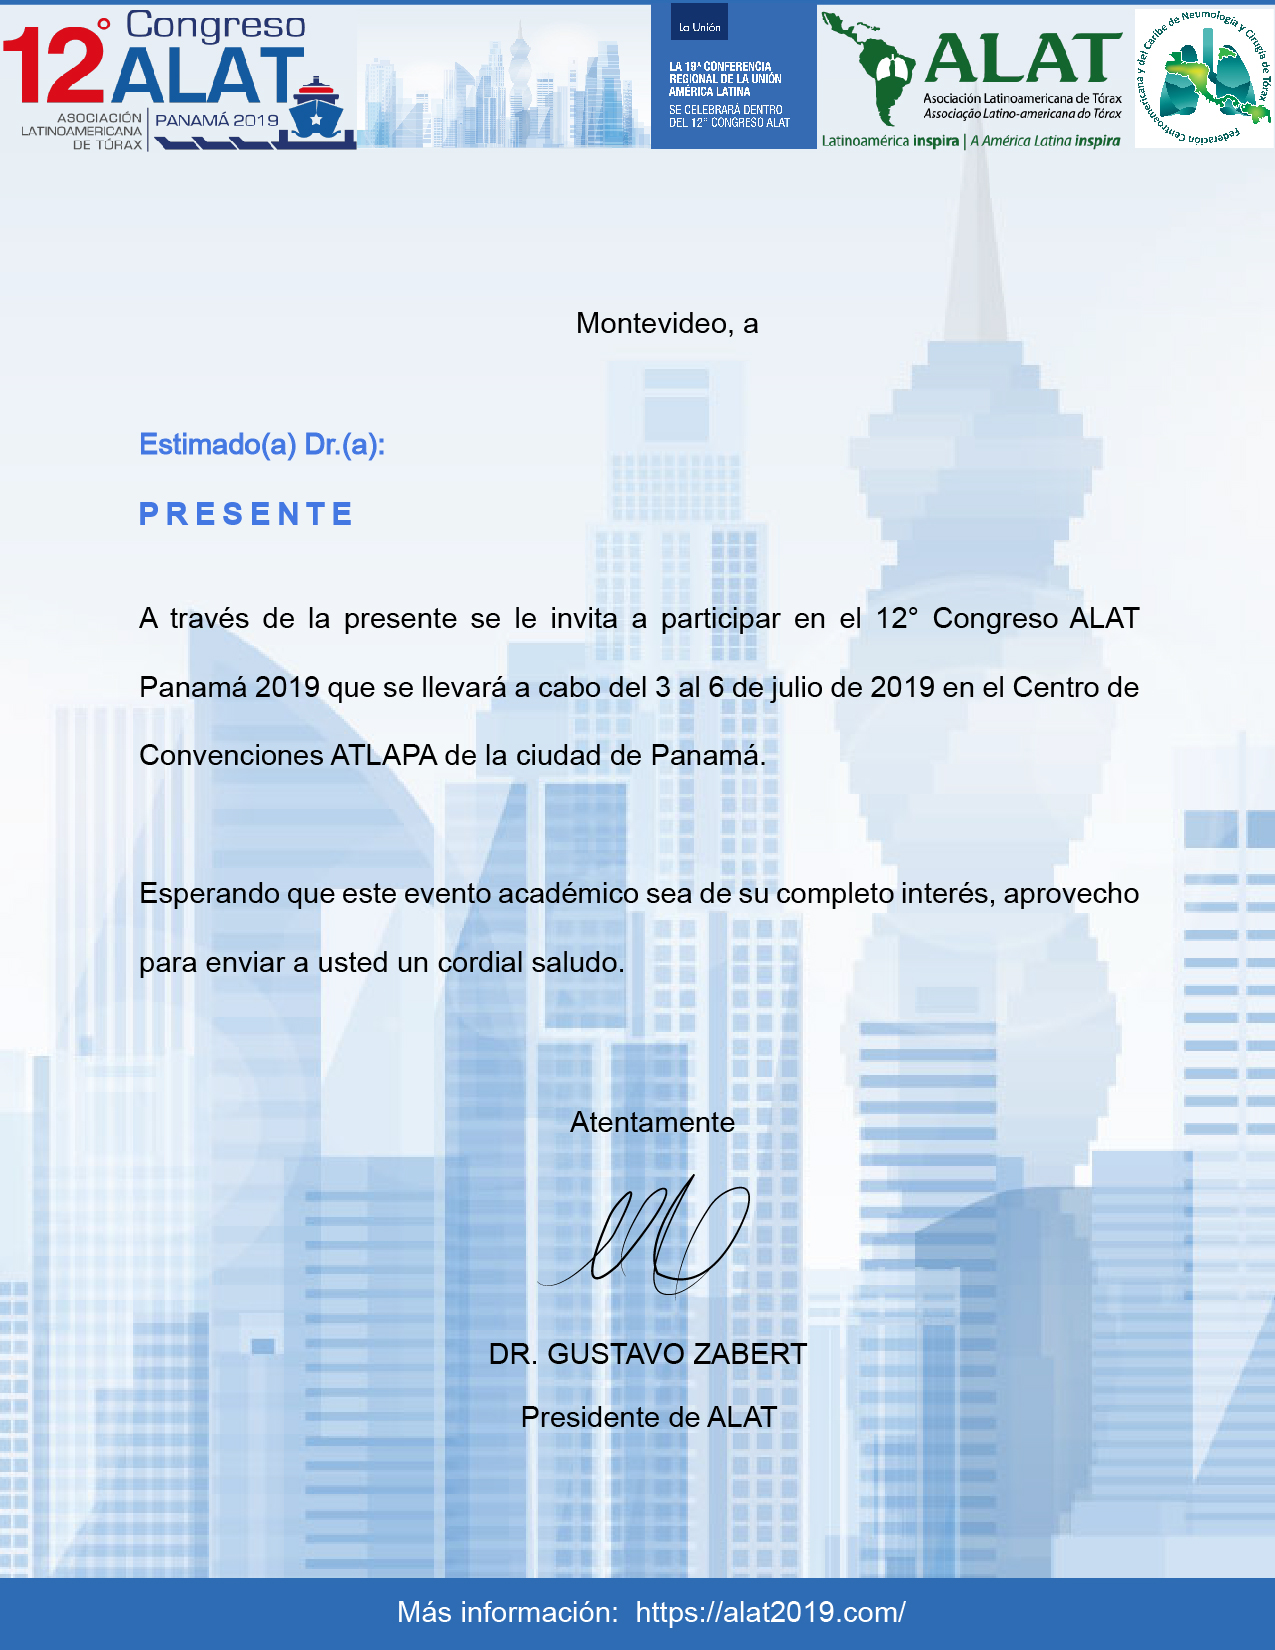 12° Congreso
ALAT
ASOCIACIÓN
LATINOAMERICANA
DE TÓRAX
PANAMÁ 2019
La Unión
LA 19ª CONFERENCIA
REGIONAL DE LA UNIÓN
AMÉRICA LATINA
SE CELEBRARÁ DENTRO
DEL 12° CONGRESO ALAT
ALAT
Asociación Latinoamericana de Tórax
Associação Latino-americana do Tórax
Latinoamérica inspira | A América Latina inspira
Federación Centroamericana y del Caribe de Neumología y Cirugía de Tórax
Montevideo, a
Estimado(a) Dr.(a):
P R E S E N T E
A través de la presente se le invita a participar en el 12° Congreso ALAT
Panamá 2019 que se llevará a cabo del 3 al 6 de julio de 2019 en el Centro de
Convenciones ATLAPA de la ciudad de Panamá.
Esperando que este evento académico sea de su completo interés, aprovecho
para enviar a usted un cordial saludo.
Atentamente
DR. GUSTAVO ZABERT
Presidente de ALAT
Más información: https://alat2019.com/